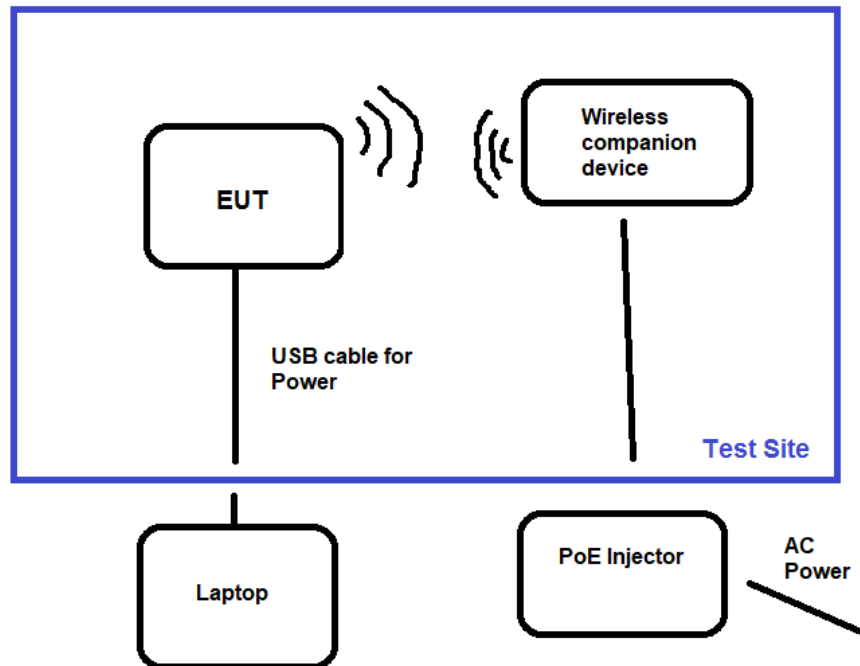 Wireless
companion
device
EUT
USB cable for
Power
Test Site
Laptop
PoE Injector
AC
Power